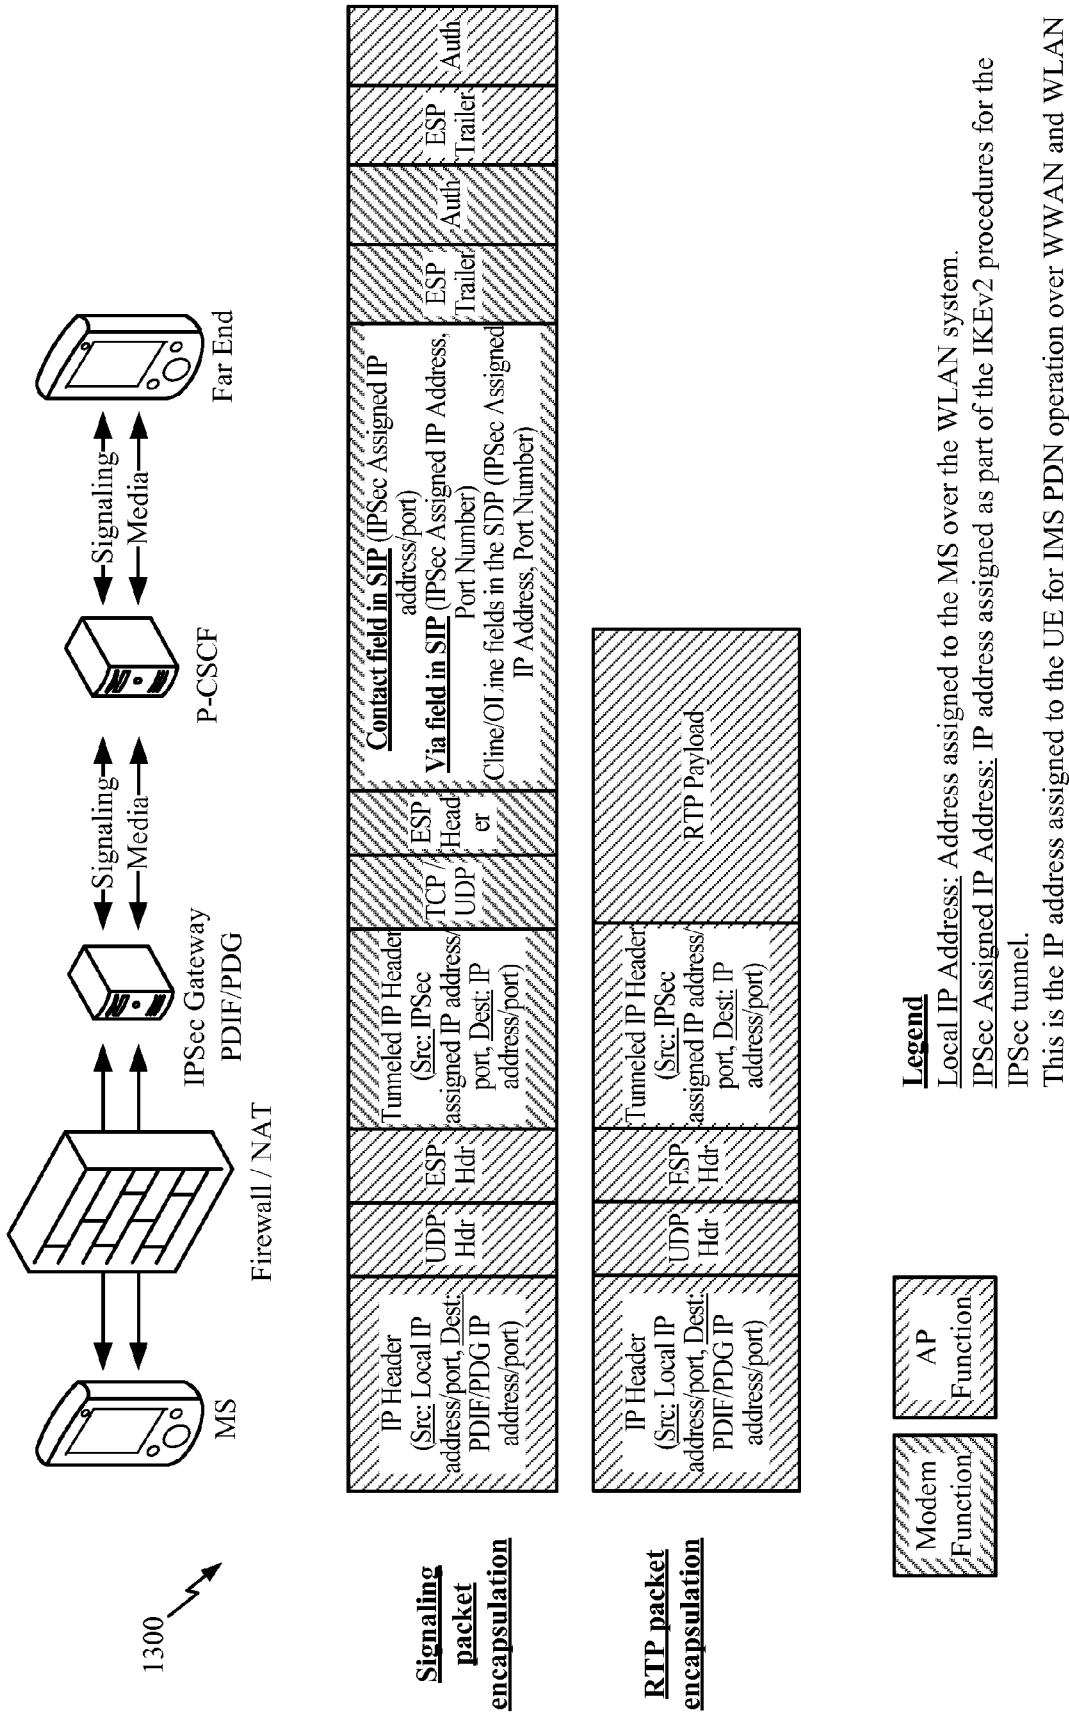 1300
MS
Firewall / NAT
IPSec Gateway
PDIF/PDG
Signaling
Media
P-CSCF
Signaling
Media
Far End
Signaling
packet
encapsulation
IP Header
(Src: Local IP
address/port, Dest:
PDIF/PDG IP
address/port)
UDP
Hdr
ESP
Hdr
Tunneled IP Header
(Src: IPSec
assigned IP address/
port, Dest: IP
address/port)
TCP /
UDP
ESP
Head
er
Contact field in SIP (IPSec Assigned IP
address/port)
Via field in SIP (IPSec Assigned IP Address,
Port Number)
Cline/OLine fields in the SDP (IPSec Assigned
IP Address, Port Number)
ESP
Trailer
Auth
ESP
Trailer
Auth
RTP packet
encapsulation
IP Header
(Src: Local IP
address/port, Dest:
PDIF/PDG IP
address/port)
UDP
Hdr
ESP
Hdr
Tunneled IP Header
(Src: IPSec
assigned IP address/
port, Dest: IP
address/port)
RTP Payload
Modem
Function
AP
Function
Legend
Local IP Address: Address assigned to the MS over the WLAN system.
IPSec Assigned IP Address: IP address assigned as part of the IKEv2 procedures for the
IPSec tunnel.
This is the IP address assigned to the UE for IMS PDN operation over WWAN and WLAN